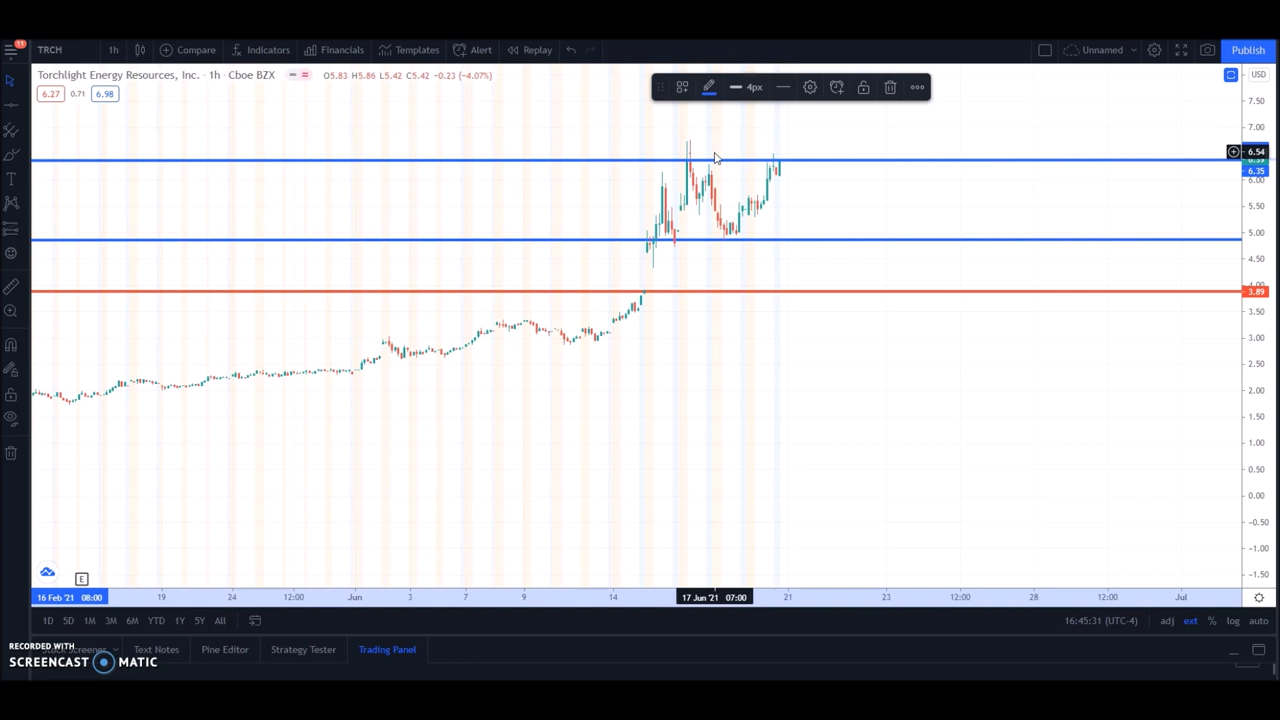 11
TRCH 1h Compare Indicators Financials Templates Alert Replay Unnamed Publish
Torchlight Energy Resources, Inc. · 1h · Cboe BZX O5.83 H5.86 L5.42 C5.42 −0.23 (−4.07%)
6.27 0.71 6.98
4px
USD
7.50
7.00
6.54
6.35
6.00
5.50
5.00
4.50
3.89
3.50
3.00
2.50
2.00
1.50
1.00
0.50
0.00
−0.50
−1.00
−1.50
E
16 Feb '21 08:00 19 24 12:00 Jun 3 7 9 14 17 Jun '21 07:00 21 23 12:00 28 12:00 Jul
1D 5D 1M 3M 6M YTD 1Y 5Y All 16:45:31 (UTC-4) adj ext % log auto
Text Notes Pine Editor Strategy Tester Trading Panel
RECORDED WITH
SCREENCAST MATIC